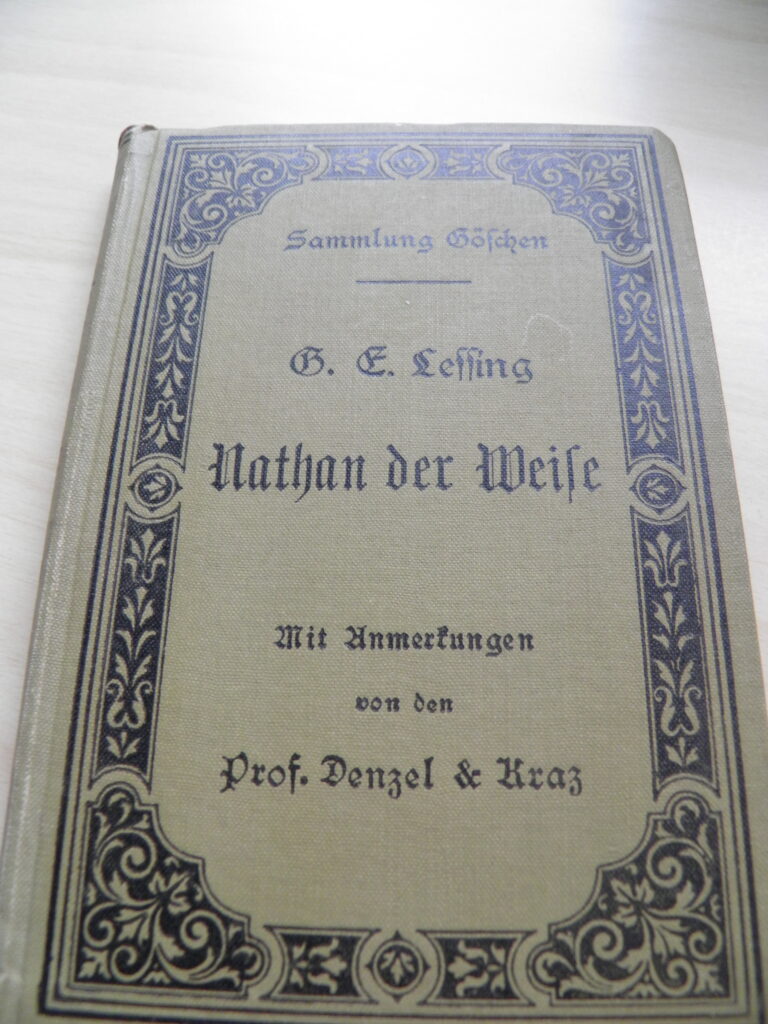 Sammlung Göſchen
G. E. Leſſing
Nathan der Weiſe
Mit Anmerkungen
von den
Prof. Denzel & Kraz